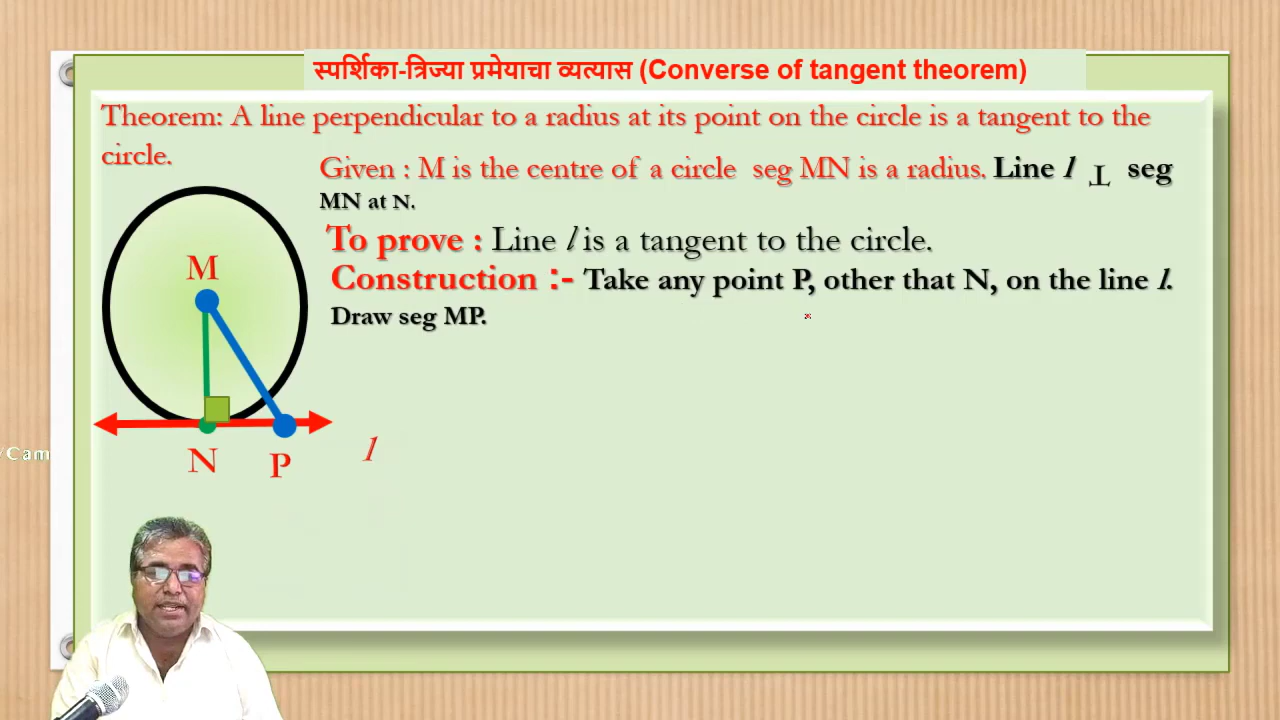 स्पर्शिका-त्रिज्या प्रमेयाचा व्यत्यास (Converse of tangent theorem)
Theorem: A line perpendicular to a radius at its point on the circle is a tangent to the
circle.
Given : M is the centre of a circle seg MN is a radius. Line l ⊥ seg
MN at N.
To prove : Line l is a tangent to the circle.
Construction :- Take any point P, other that N, on the line l.
Draw seg MP.
M
N P l
/Cam